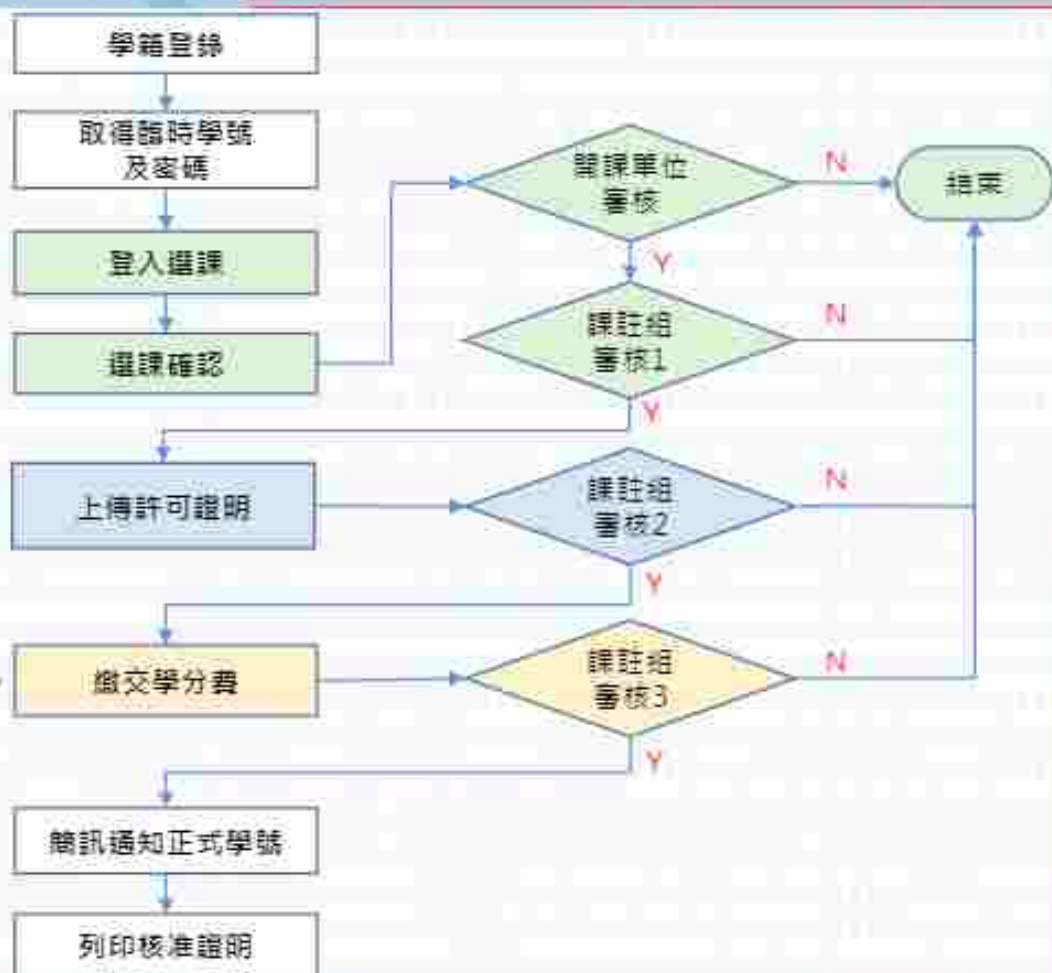 學籍登錄
取得臨時學號
及密碼
登入選課
選課確認
開課單位
審核
N
結束
Y
課註組
審核1
N
Y
上傳許可證明
課註組
審核2
N
Y
繳交學分費
課註組
審核3
N
Y
簡訊通知正式學號
列印核准證明